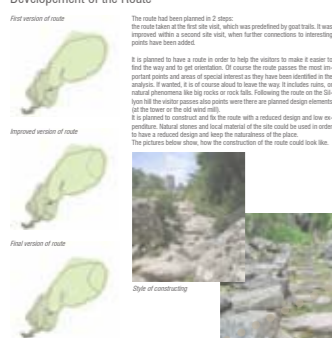 Developement of the Route
First version of route
The route had been planned in 2 steps:
the route taken at the first site visit, which was predefined by goat trails. It was
improved within a second site visit, when further connections to interesting
points have been added.
It is planned to have a route in order to help the visitors to make it easier to
find the way and to get orientation. Of course the route passes the most im-
portant points and areas of special interest as they have been identified in the
analysis. If wanted, it is of course alsout to leave the way. It includes ruins, or
natural phenomena like big rocks or rock falls. Following the route on the Sil-
lyon hill the visitor passes also points were there are planned design elements
(at the tower or the old wind mill).
It is planned to construct and fix the route with a reduced design and low ex-
penditure. Natural stones and local material of the site could be used in order
to have a reduced design and keep the naturalness of the place.
The pictures below show, how the construction of the route could look like.
Improved version of route
Final version of route
Style of constructing